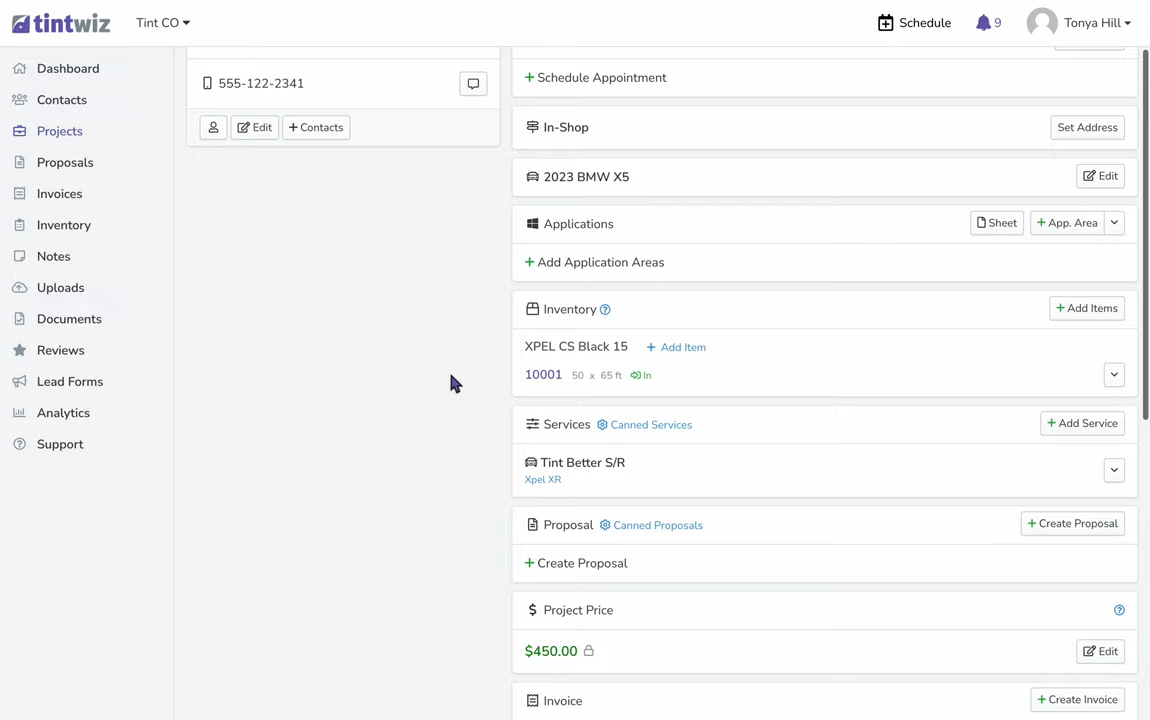 tintwiz
Tint CO
Schedule
9
Tonya Hill
Dashboard
Contacts
Projects
Proposals
Invoices
Inventory
Notes
Uploads
Documents
Reviews
Lead Forms
Analytics
Support
555-122-2341
Edit
+ Contacts
+ Schedule Appointment
In-Shop
Set Address
2023 BMW X5
Edit
Applications
Sheet
+ App. Area
+ Add Application Areas
Inventory
+ Add Items
XPEL CS Black 15
+ Add Item
10001 50 x 65 ft In
Services Canned Services
+ Add Service
Tint Better S/R
Xpel XR
Proposal Canned Proposals
+ Create Proposal
+ Create Proposal
$ Project Price
$450.00
Edit
Invoice
+ Create Invoice